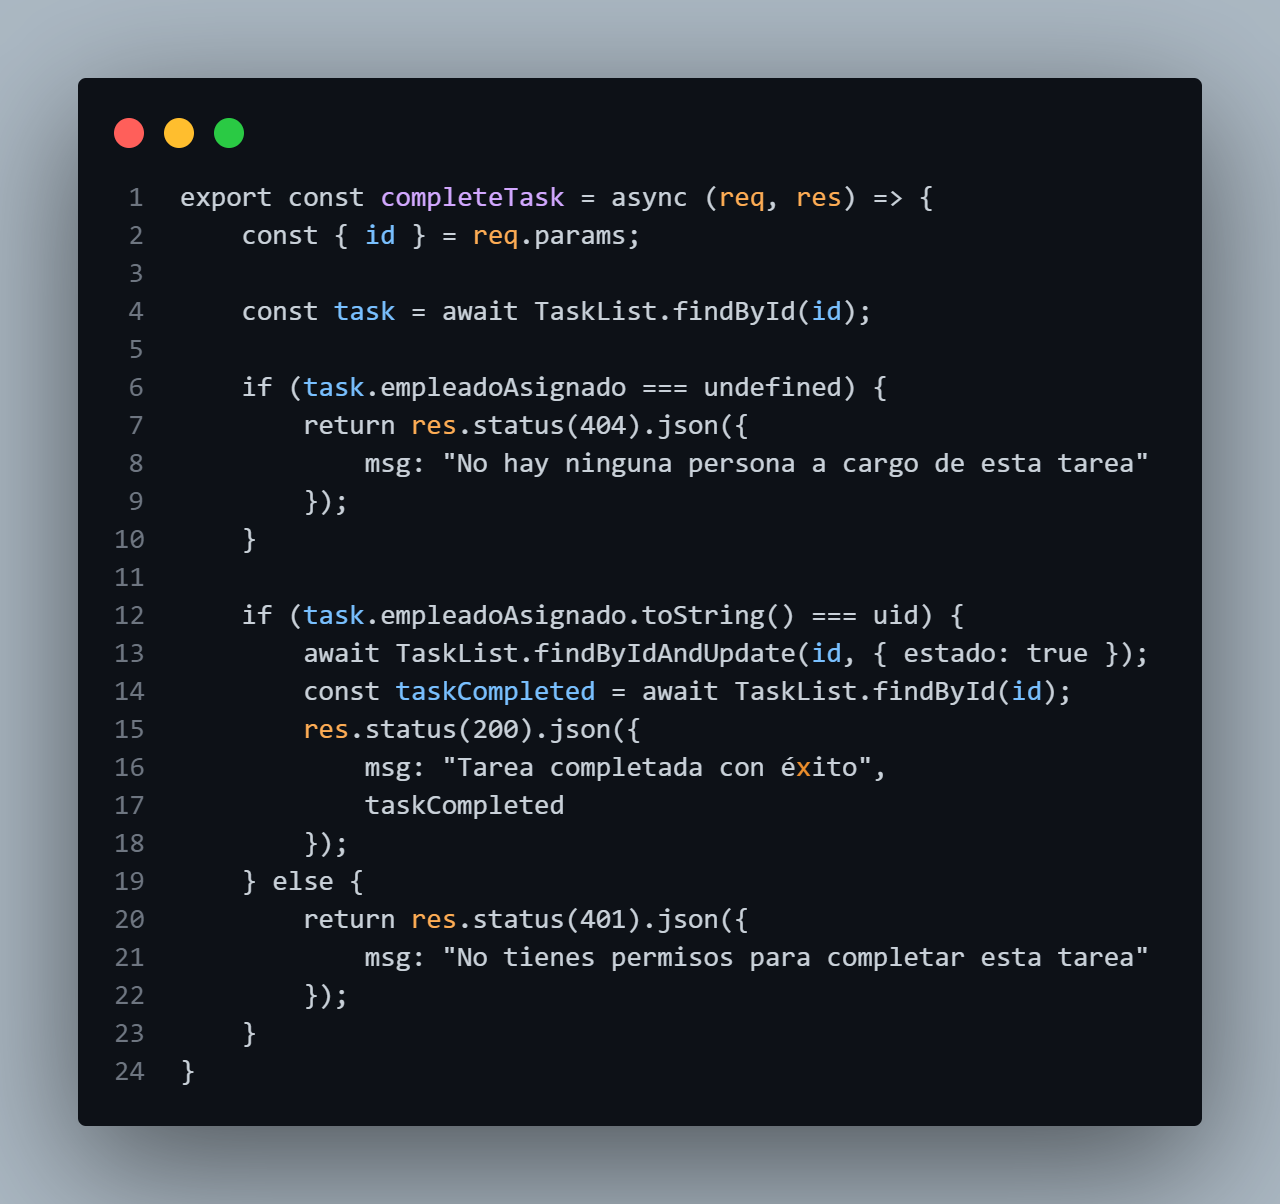 1 export const completeTask = async (req, res) => {
2     const { id } = req.params;
3
4     const task = await TaskList.findById(id);
5
6     if (task.empleadoAsignado === undefined) {
7         return res.status(404).json({
8             msg: "No hay ninguna persona a cargo de esta tarea"
9         });
10     }
11
12     if (task.empleadoAsignado.toString() === uid) {
13         await TaskList.findByIdAndUpdate(id, { estado: true });
14         const taskCompleted = await TaskList.findById(id);
15         res.status(200).json({
16             msg: "Tarea completada con éxito",
17             taskCompleted
18         });
19     } else {
20         return res.status(401).json({
21             msg: "No tienes permisos para completar esta tarea"
22         });
23     }
24 }